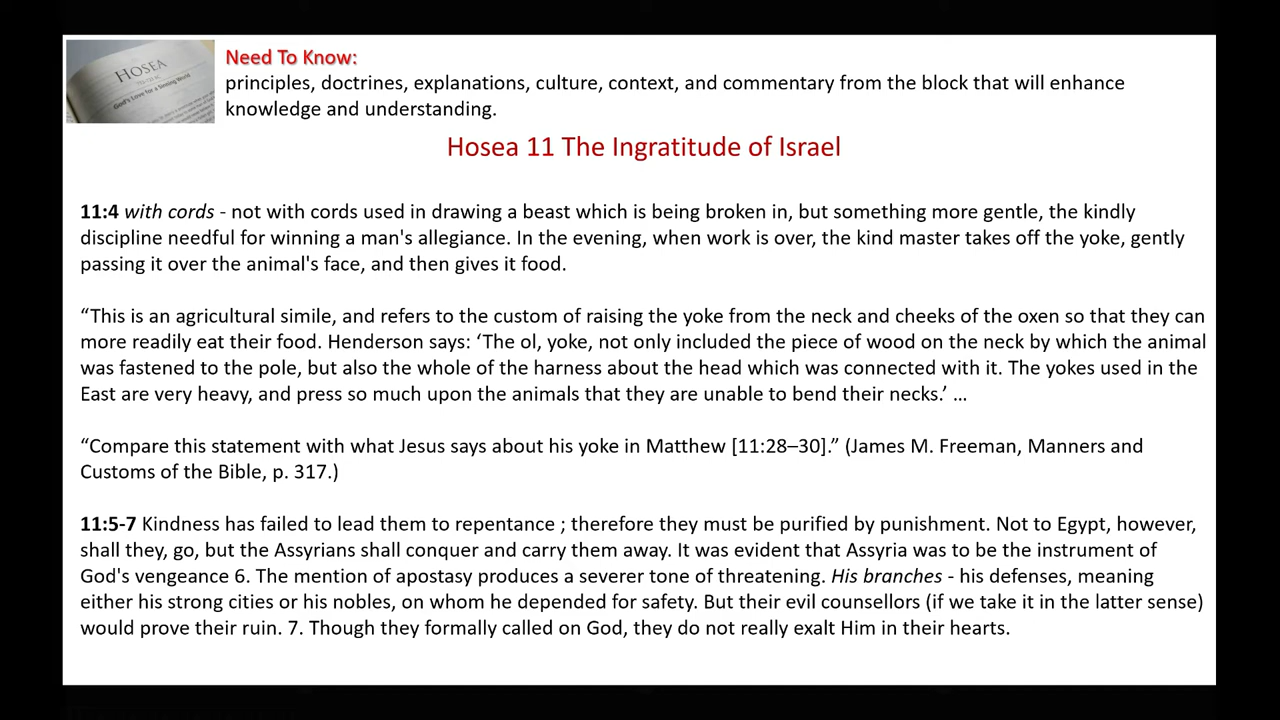 HOSEA
God's Love for a Sinning World
Need To Know:
principles, doctrines, explanations, culture, context, and commentary from the block that will enhance
knowledge and understanding.
Hosea 11 The Ingratitude of Israel
11:4 with cords - not with cords used in drawing a beast which is being broken in, but something more gentle, the kindly
discipline needful for winning a man's allegiance. In the evening, when work is over, the kind master takes off the yoke, gently
passing it over the animal's face, and then gives it food.
“This is an agricultural simile, and refers to the custom of raising the yoke from the neck and cheeks of the oxen so that they can
more readily eat their food. Henderson says: ‘The ol, yoke, not only included the piece of wood on the neck by which the animal
was fastened to the pole, but also the whole of the harness about the head which was connected with it. The yokes used in the
East are very heavy, and press so much upon the animals that they are unable to bend their necks.’ …
“Compare this statement with what Jesus says about his yoke in Matthew [11:28–30].” (James M. Freeman, Manners and
Customs of the Bible, p. 317.)
11:5-7 Kindness has failed to lead them to repentance ; therefore they must be purified by punishment. Not to Egypt, however,
shall they, go, but the Assyrians shall conquer and carry them away. It was evident that Assyria was to be the instrument of
God's vengeance 6. The mention of apostasy produces a severer tone of threatening. His branches - his defenses, meaning
either his strong cities or his nobles, on whom he depended for safety. But their evil counsellors (if we take it in the latter sense)
would prove their ruin. 7. Though they formally called on God, they do not really exalt Him in their hearts.